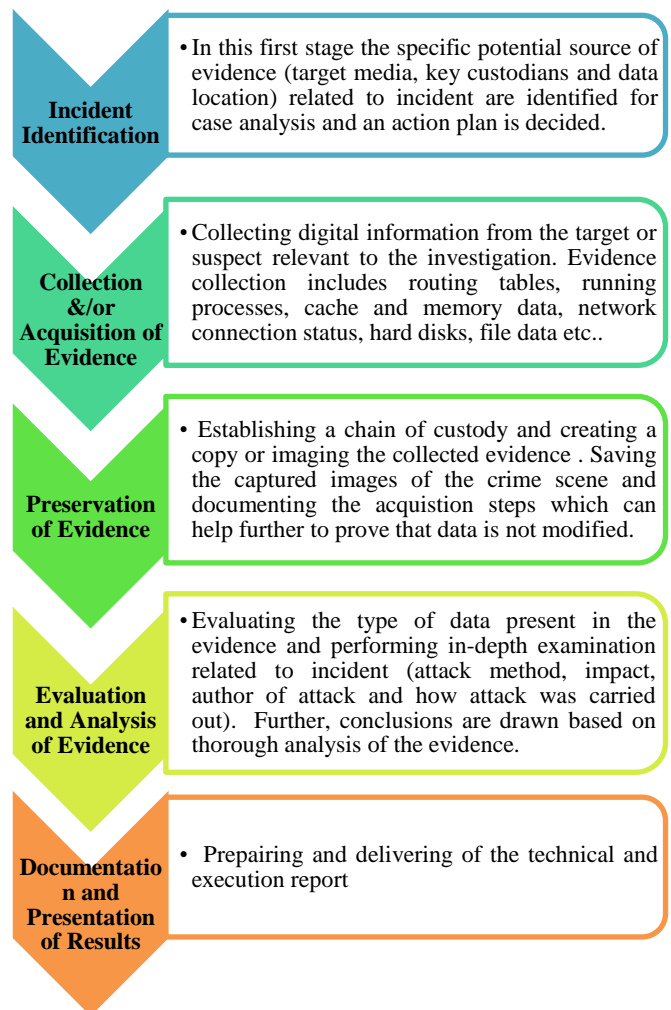 Incident
Identification
• In this first stage the specific potential source of
evidence (target media, key custodians and data
location) related to incident are identified for
case analysis and an action plan is decided.
Collection
&/or
Acquisition of
Evidence
• Collecting digital information from the target or
suspect relevant to the investigation. Evidence
collection includes routing tables, running
processes, cache and memory data, network
connection status, hard disks, file data etc..
Preservation
of Evidence
• Establishing a chain of custody and creating a
copy or imaging the collected evidence . Saving
the captured images of the crime scene and
documenting the acquistion steps which can
help further to prove that data is not modified.
Evaluation
and Analysis
of Evidence
• Evaluating the type of data present in the
evidence and performing in-depth examination
related to incident (attack method, impact,
author of attack and how attack was carried
out). Further, conclusions are drawn based on
thorough analysis of the evidence.
Documentatio
n and
Presentation
of Results
• Prepairing and delivering of the technical and
execution report